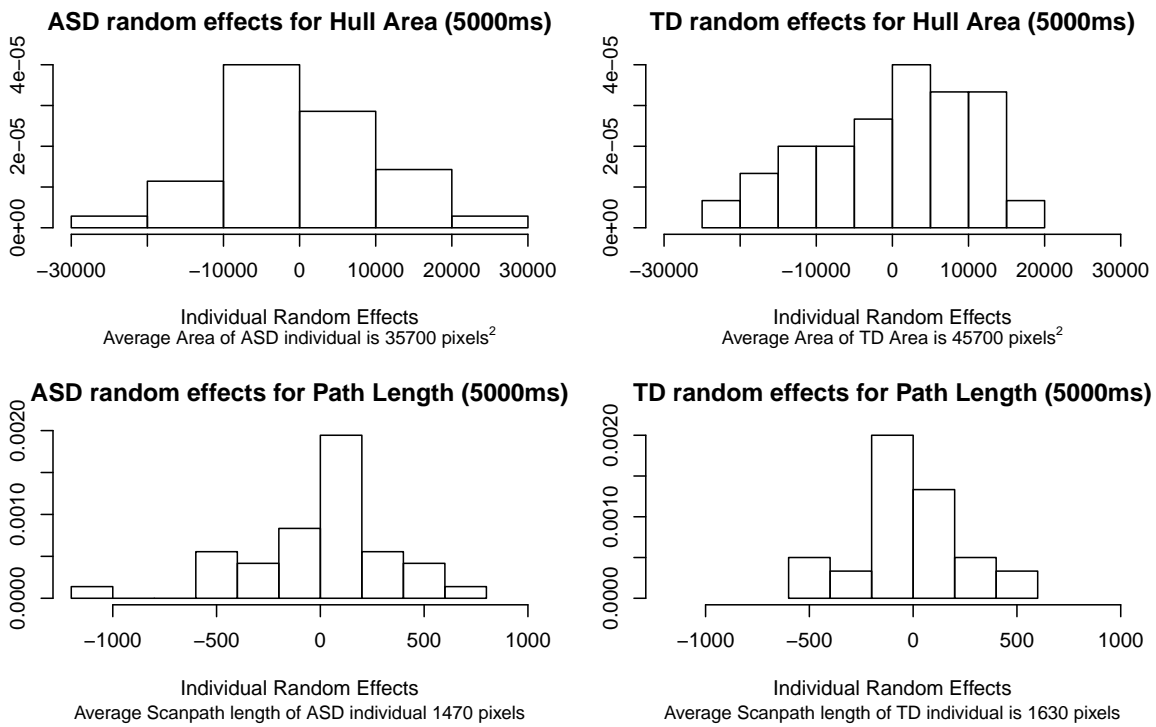 ASD random effects for Hull Area (5000ms)
0e+00 2e−05 4e−05
−30000 −10000 0 10000 20000 30000
Individual Random Effects
Average Area of ASD individual is 35700 pixels²
TD random effects for Hull Area (5000ms)
0e+00 2e−05 4e−05
−30000 −10000 0 10000 20000 30000
Individual Random Effects
Average Area of TD Area is 45700 pixels²
ASD random effects for Path Length (5000ms)
0.0000 0.0010 0.0020
−1000 −500 0 500 1000
Individual Random Effects
Average Scanpath length of ASD individual 1470 pixels
TD random effects for Path Length (5000ms)
0.0000 0.0010 0.0020
−1000 −500 0 500 1000
Individual Random Effects
Average Scanpath length of TD individual is 1630 pixels